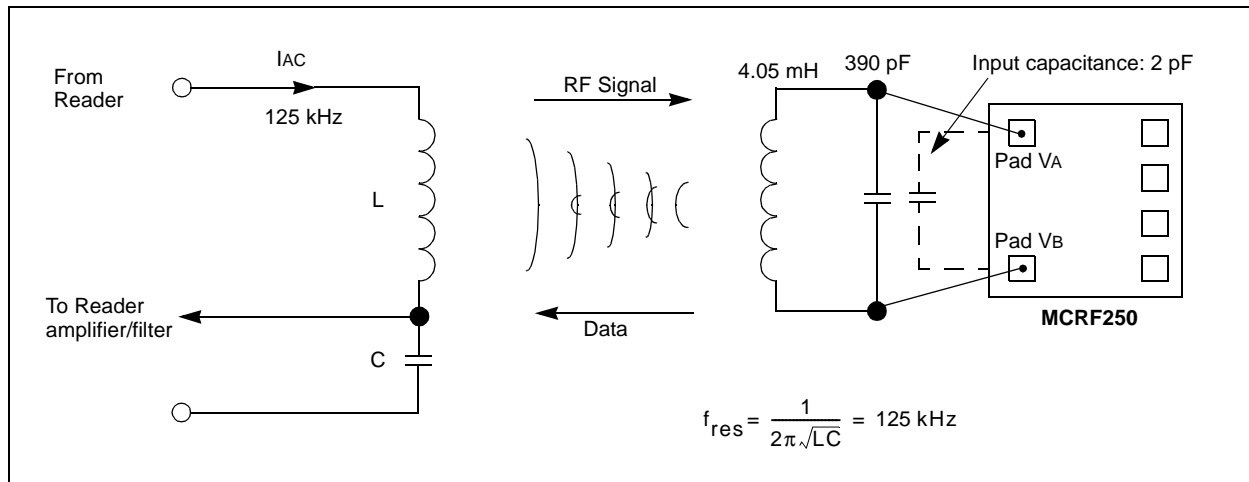 From
Reader
IAC
125 kHz
L
To Reader
amplifier/filter
C
RF Signal
Data
4.05 mH
390 pF
Input capacitance: 2 pF
Pad VA
Pad VB
MCRF250
f_res = 1 / (2π√LC) = 125 kHz